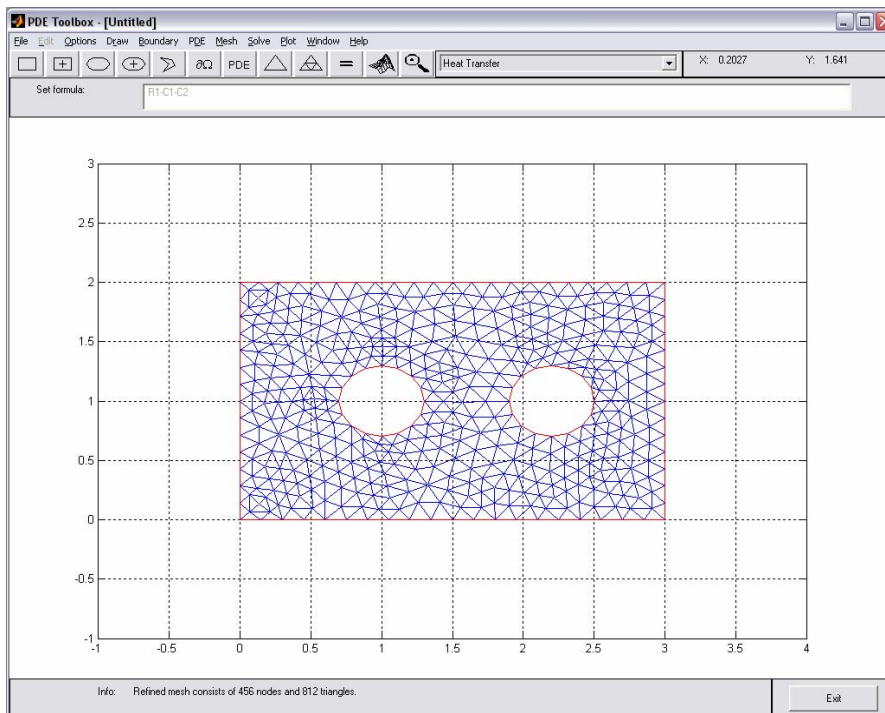 PDE Toolbox - [Untitled]
File Edit Options Draw Boundary PDE Mesh Solve Plot Window Help
∂Ω PDE = Heat Transfer X: 0.2027 Y: 1.641
Set formula: R1-C1-C2
3
2.5
2
1.5
1
0.5
0
-0.5
-1
-1 -0.5 0 0.5 1 1.5 2 2.5 3 3.5 4
Info: Refined mesh consists of 456 nodes and 812 triangles.
Exit